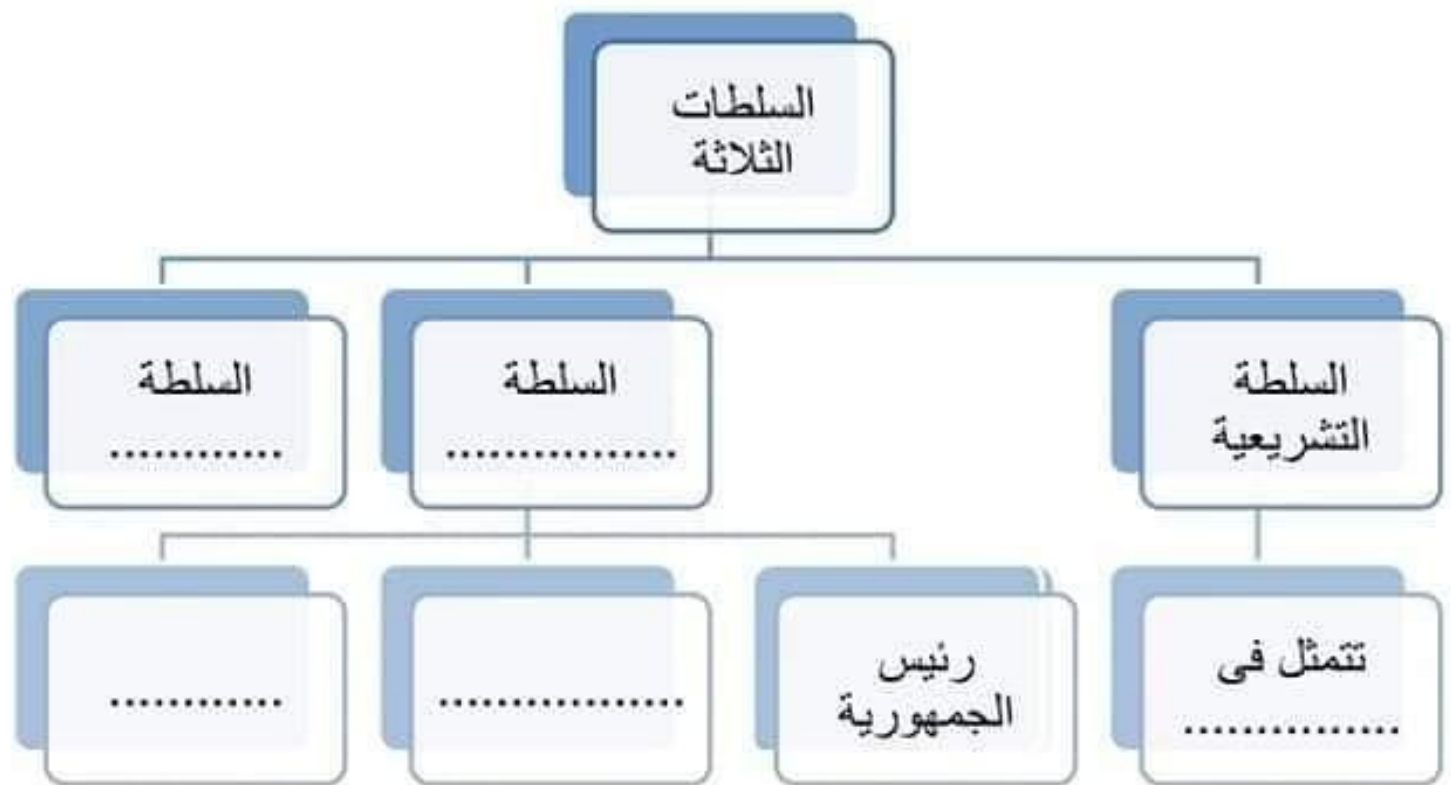 السلطات
الثلاثة
السلطة
التشريعية
السلطة
................
السلطة
............
تتمثل فى
...............
رئيس
الجمهورية
.................
............